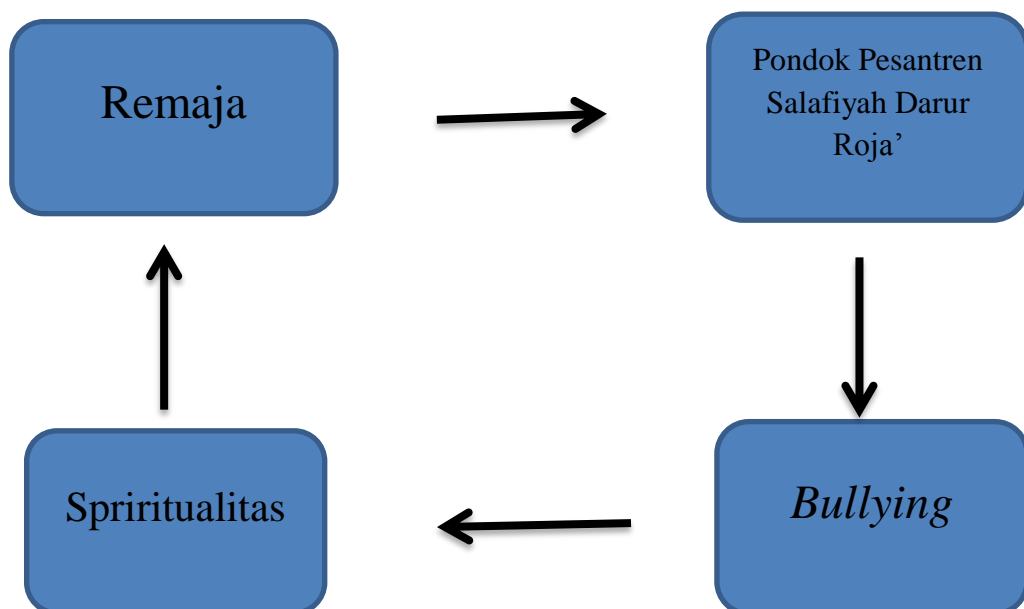 Remaja
Pondok Pesantren
Salafiyah Darur
Roja’
Spriritualitas
Bullying